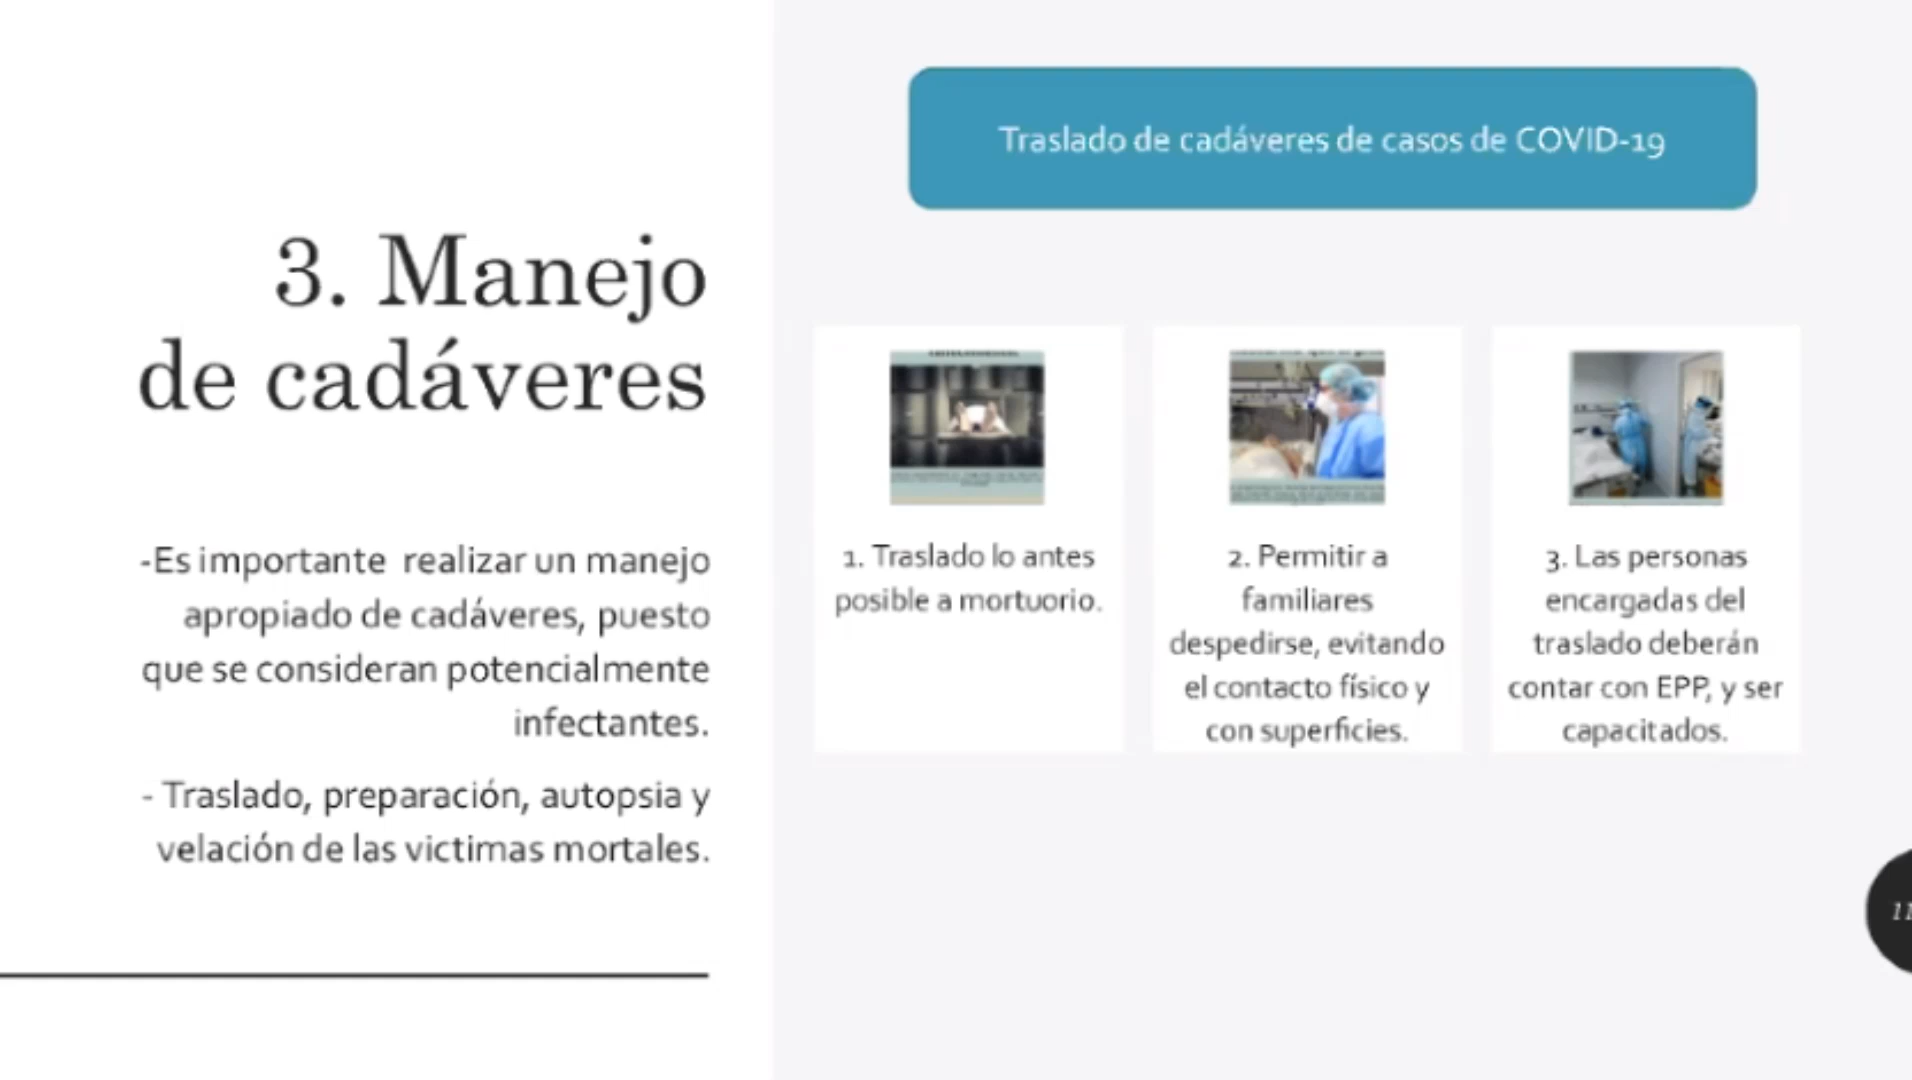 3. Manejo
de cadáveres
-Es importante realizar un manejo
apropiado de cadáveres, puesto
que se consideran potencialmente
infectantes.
- Traslado, preparación, autopsia y
velación de las victimas mortales.
Traslado de cadáveres de casos de COVID-19
1. Traslado lo antes
posible a mortuorio.
2. Permitir a
familiares
despedirse, evitando
el contacto físico y
con superficies.
3. Las personas
encargadas del
traslado deberán
contar con EPP, y ser
capacitados.
11